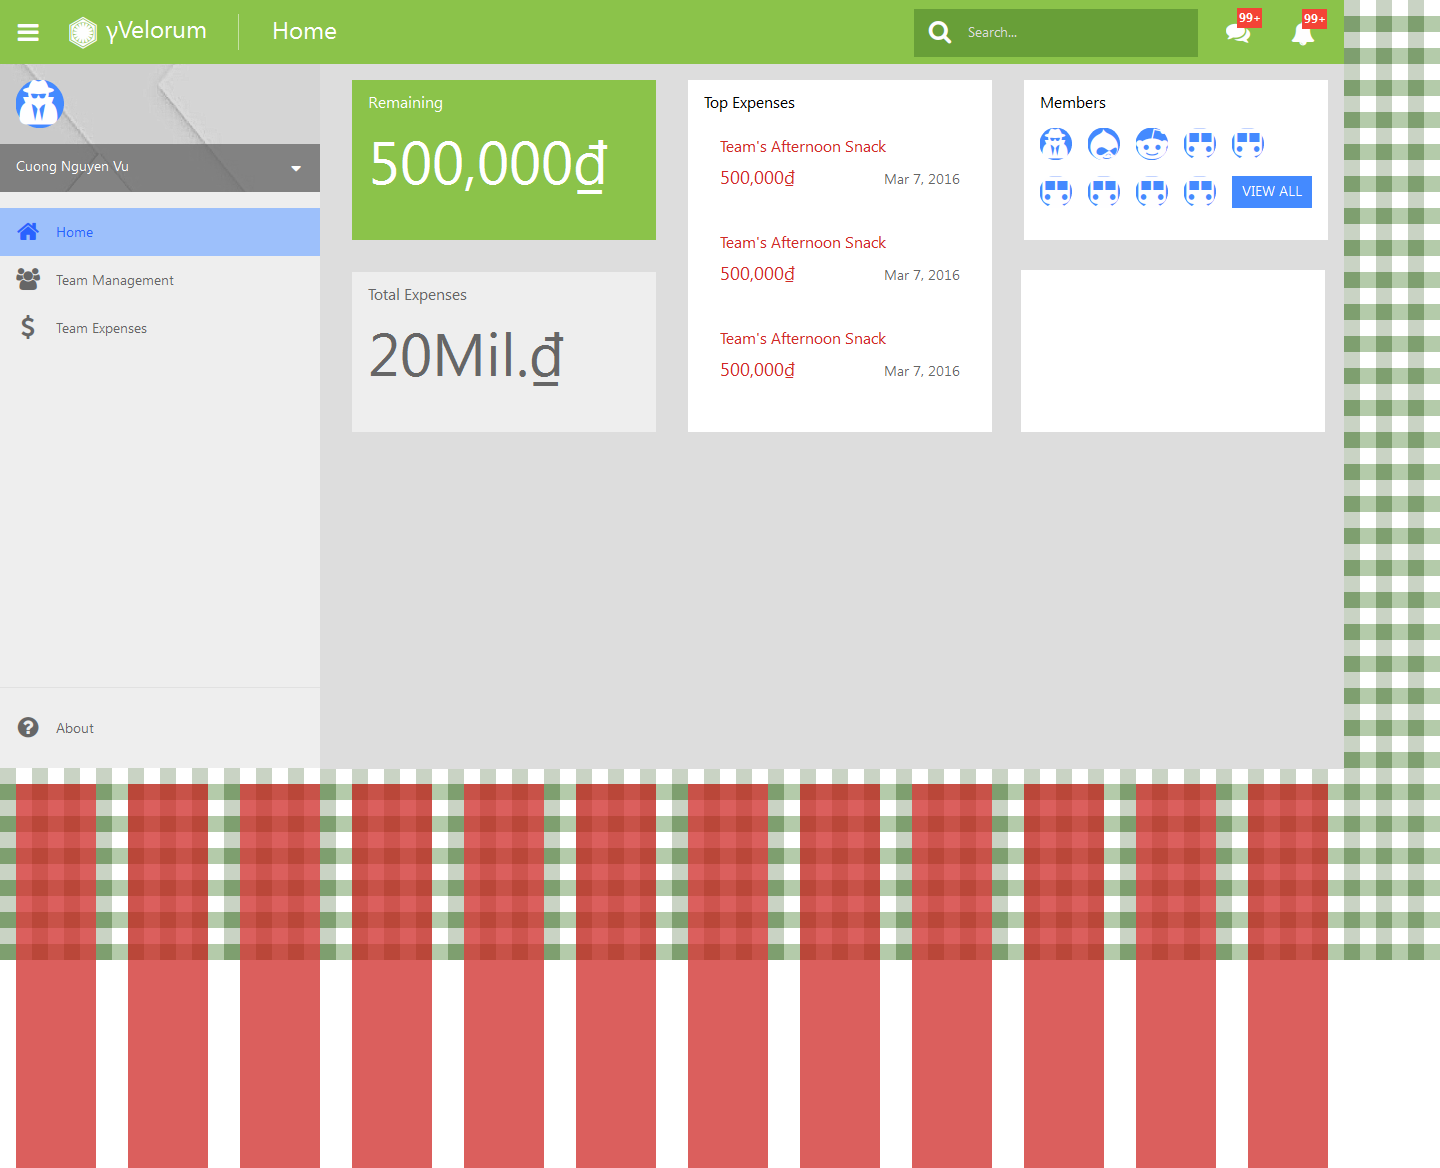 γVelorum
Home
Search...
99+
99+
Cuong Nguyen Vu
Home
Team Management
Team Expenses
About
Remaining
500,000₫
Total Expenses
20Mil.₫
Top Expenses
Team's Afternoon Snack
500,000₫ Mar 7, 2016
Team's Afternoon Snack
500,000₫ Mar 7, 2016
Team's Afternoon Snack
500,000₫ Mar 7, 2016
Members
VIEW ALL